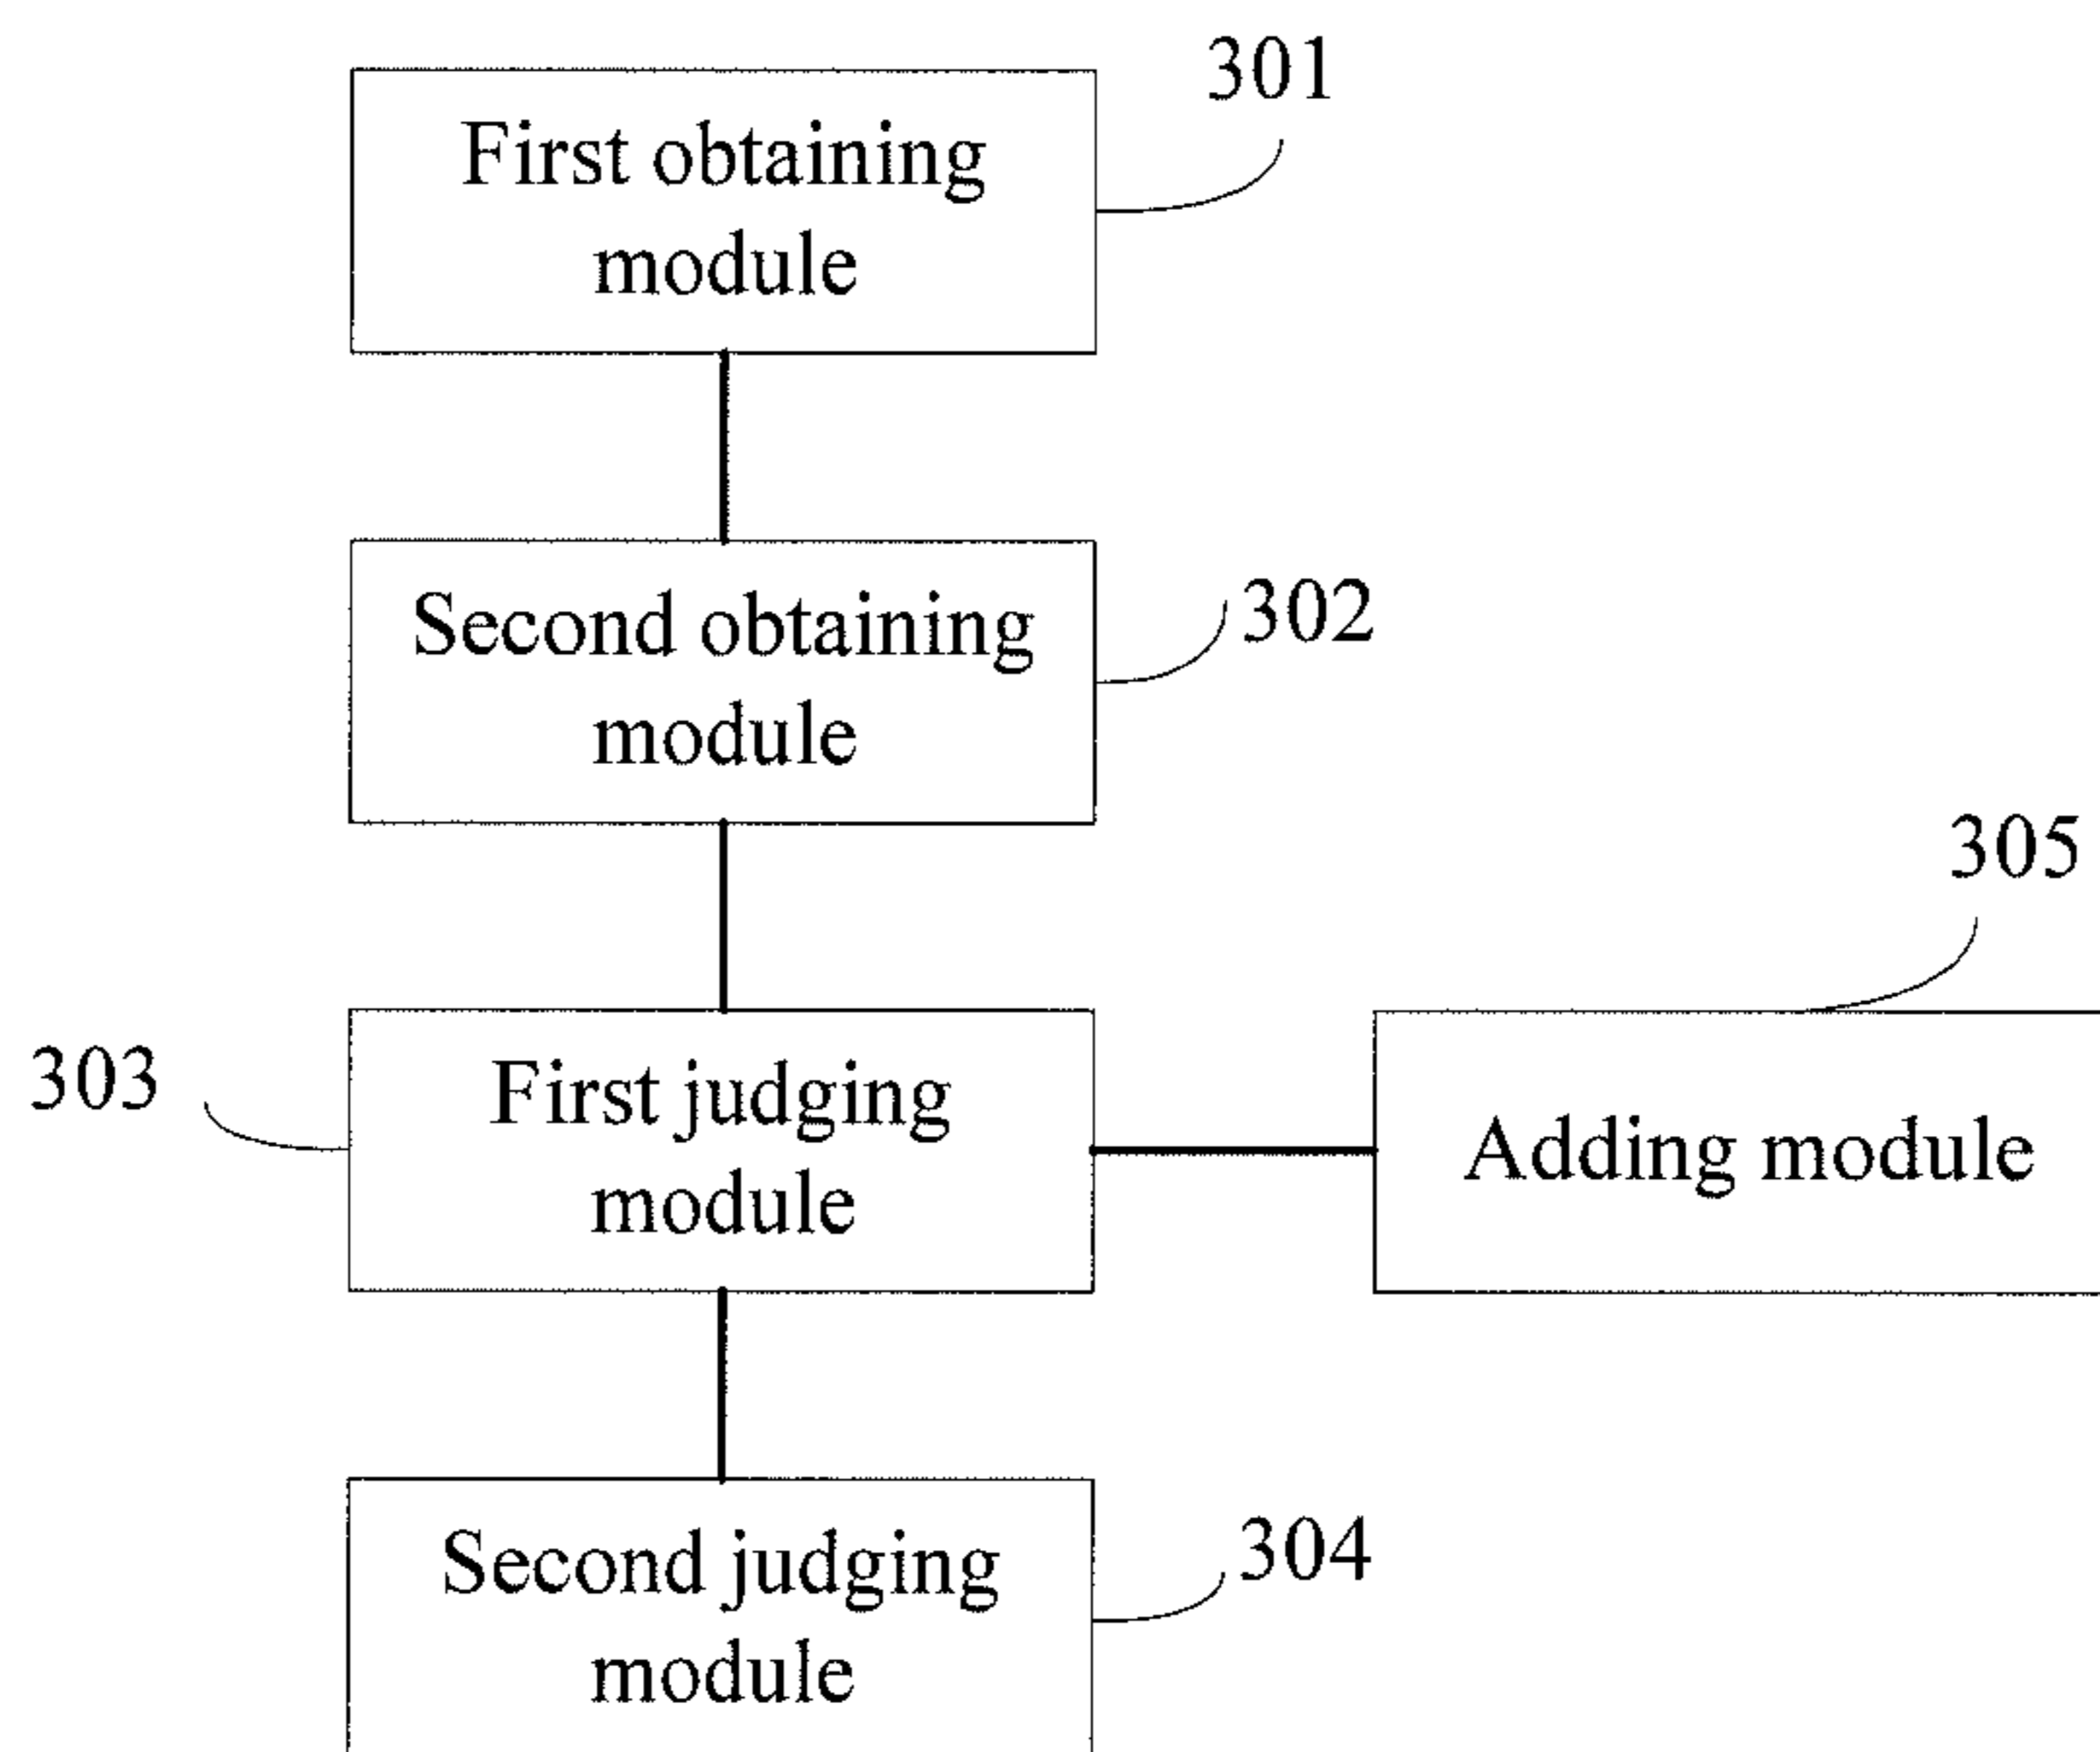 301
First obtaining
module
Second obtaining
module
302
305
303
First judging
module
Adding module
Second judging
module
304